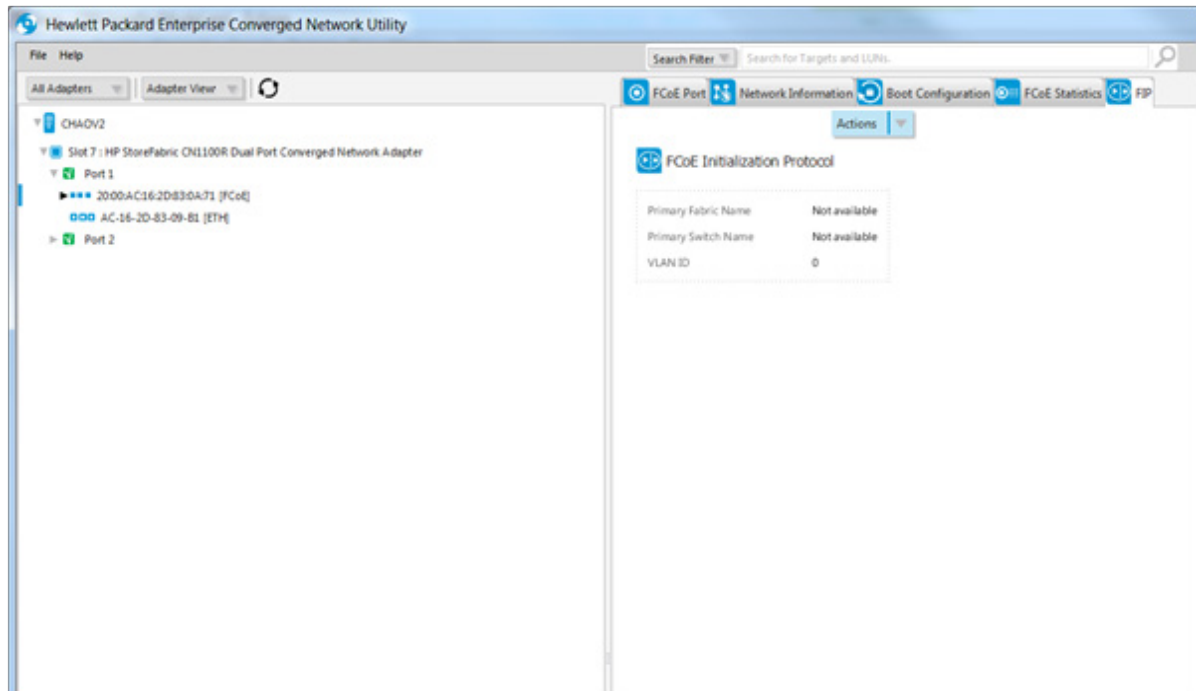 Hewlett Packard Enterprise Converged Network Utility
File Help
Search Filter Search for Targets and LUNs.
All Adapters Adapter View
FCoE Port Network Information Boot Configuration FCoE Statistics FIP
Actions
CHAOV2
Slot 7 : HP StoreFabric CN1100R Dual Port Converged Network Adapter
Port 1
20:00:AC:16:2D:83:0A:71 [FCoE]
AC-16-2D-83-09-B1 [ETH]
Port 2
FCoE Initialization Protocol
Primary Fabric Name Not available
Primary Switch Name Not available
VLAN ID 0